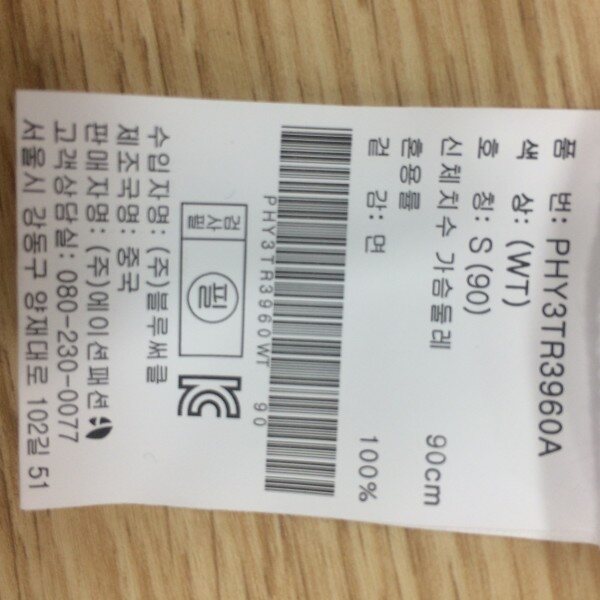 품 번: PHY3TR3960A
색 상: (WT)
호 칭: S (90)
신체치수 가슴둘레 90cm
혼용률
겉 감: 면 100%
PHY3TR3960WT 90
검사필
필
수입자명: (주)블루써클
제조국명: 중국
판매자명: (주)에이션패션
고객상담실: 080-230-0077
서울시 강동구 양재대로 102길 51